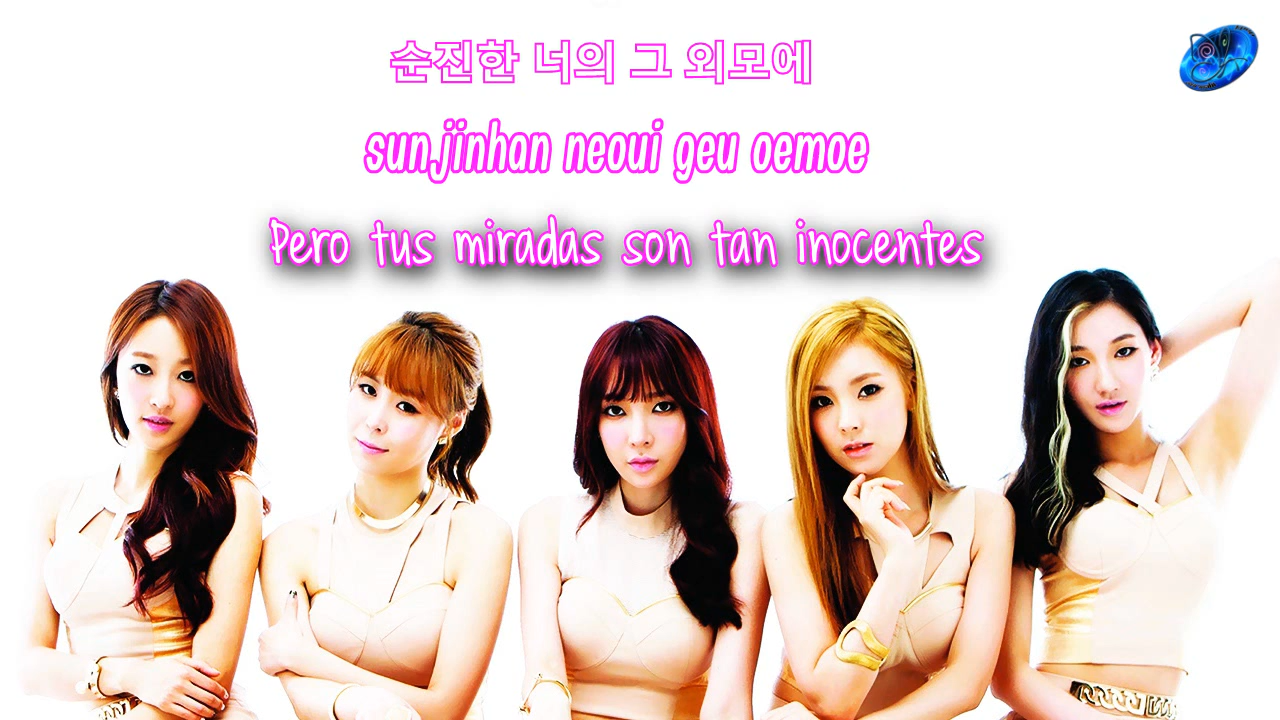 순진한 너의 그 외모에
sunjinhan neoui geu oemoe
Pero tus miradas son tan inocentes